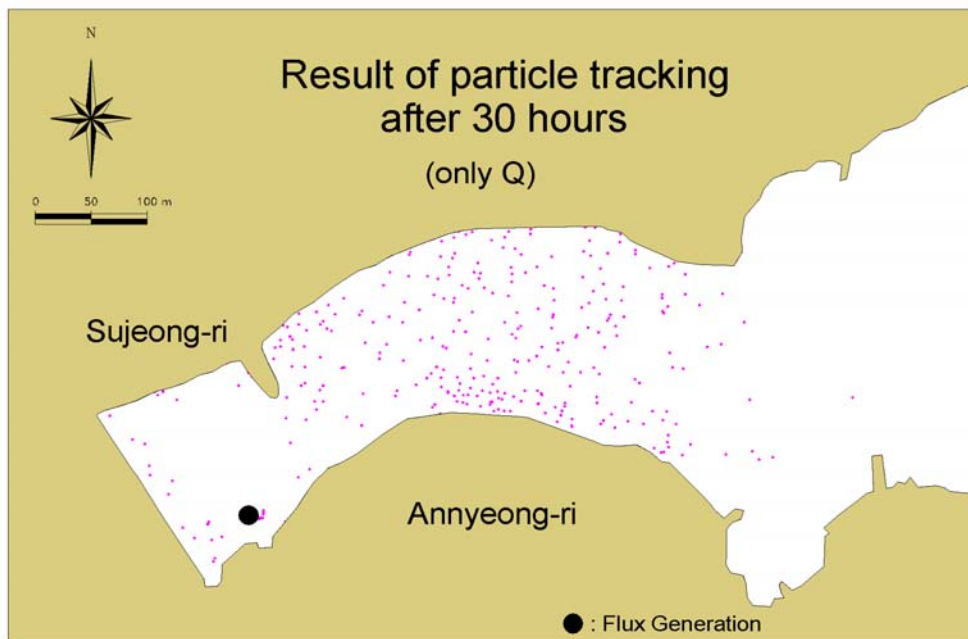 N
Result of particle tracking
after 30 hours
(only Q)
0 50 100 m
Sujeong-ri
Annyeong-ri
: Flux Generation